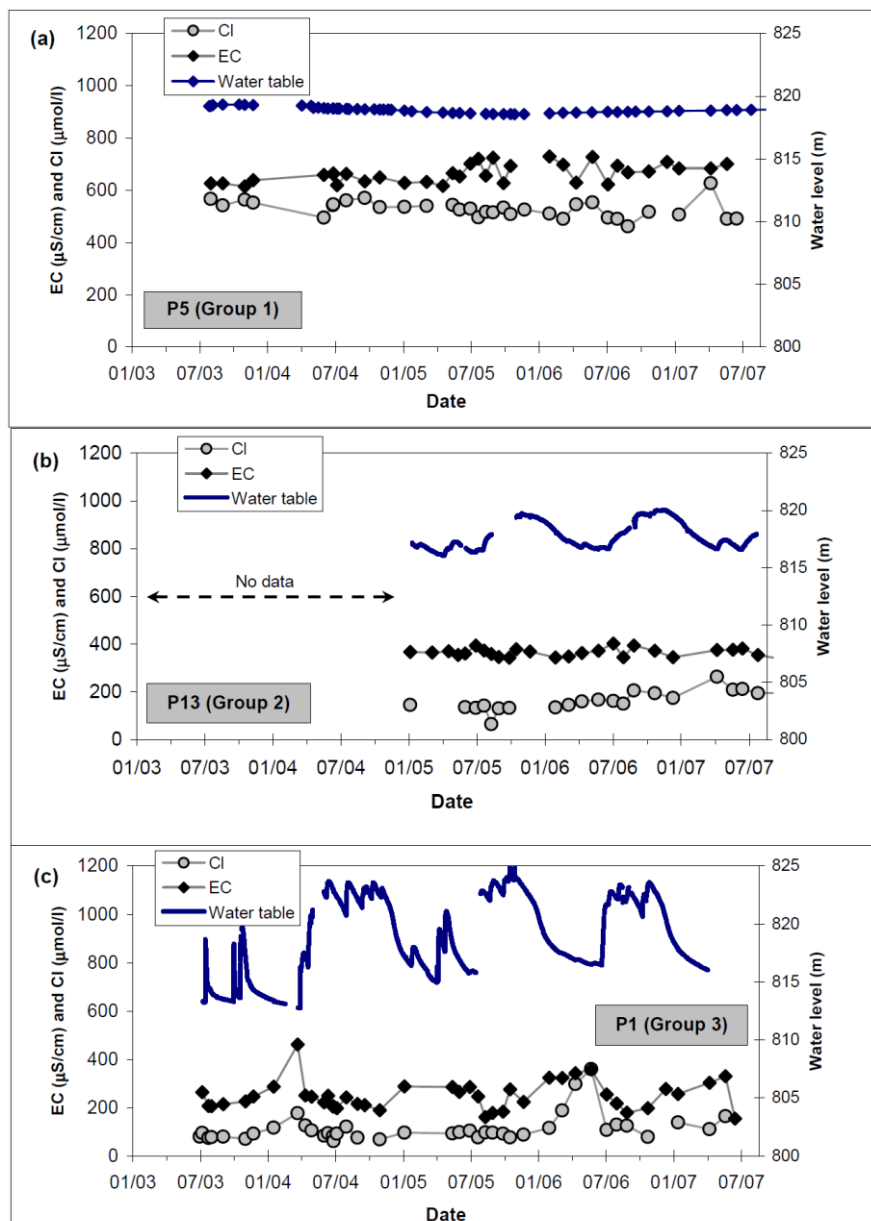 (a)
Cl
EC
Water table
1200
1000
800
600
400
200
0
825
820
815
810
805
800
EC (µS/cm) and Cl (µmol/l)
Water level (m)
P5 (Group 1)
01/03 07/03 01/04 07/04 01/05 07/05 01/06 07/06 01/07 07/07
Date
(b)
Cl
EC
Water table
1200
1000
800
600
400
200
0
825
820
815
810
805
800
EC (µS/cm) and Cl (µmol/l)
Water level (m)
No data
P13 (Group 2)
01/03 07/03 01/04 07/04 01/05 07/05 01/06 07/06 01/07 07/07
Date
(c)
Cl
EC
Water table
1200
1000
800
600
400
200
0
825
820
815
810
805
800
EC (µS/cm) and Cl (µmol/l)
Water level (m)
P1 (Group 3)
01/03 07/03 01/04 07/04 01/05 07/05 01/06 07/06 01/07 07/07
Date